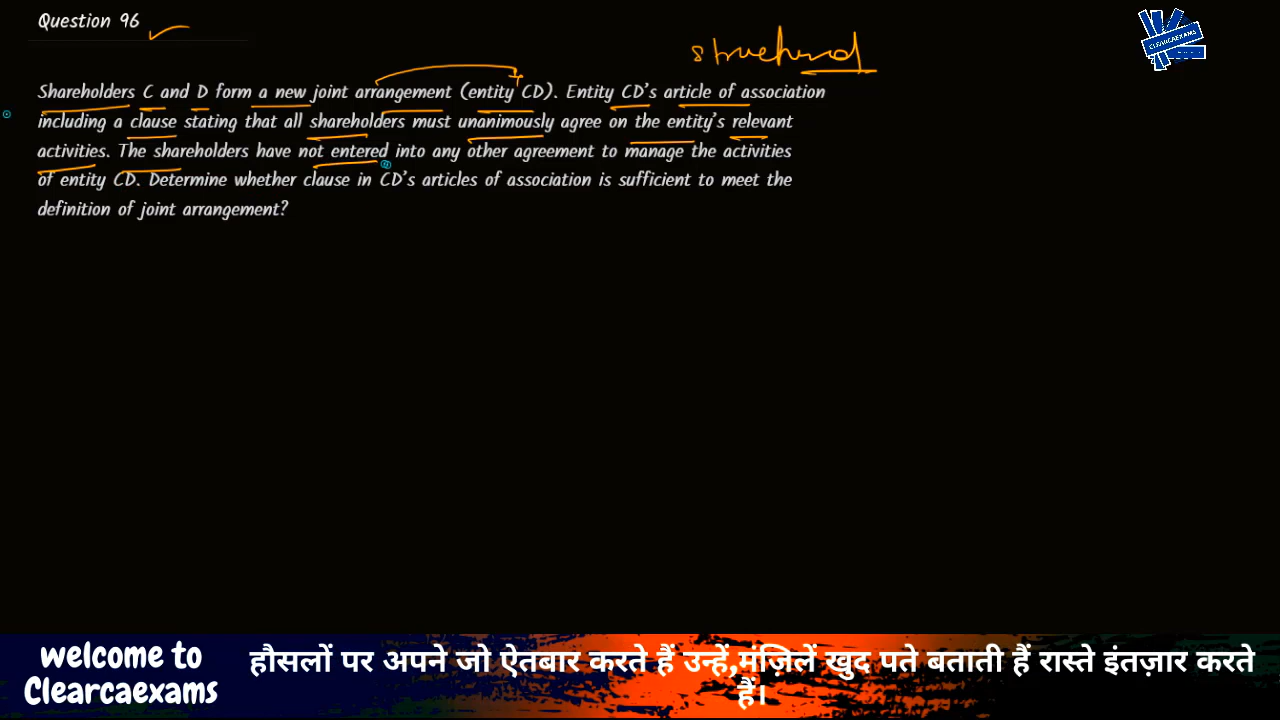 Question 96
structured
CLEARCAEXAMS
Shareholders C and D form a new joint arrangement (entity CD). Entity CD's article of association
including a clause stating that all shareholders must unanimously agree on the entity's relevant
activities. The shareholders have not entered into any other agreement to manage the activities
of entity CD. Determine whether clause in CD's articles of association is sufficient to meet the
definition of joint arrangement?
welcome to
Clearcaexams
हौसलों पर अपने जो ऐतबार करते हैं उन्हें,मंज़िलें खुद पते बताती हैं रास्ते इंतज़ार करते
हैं।